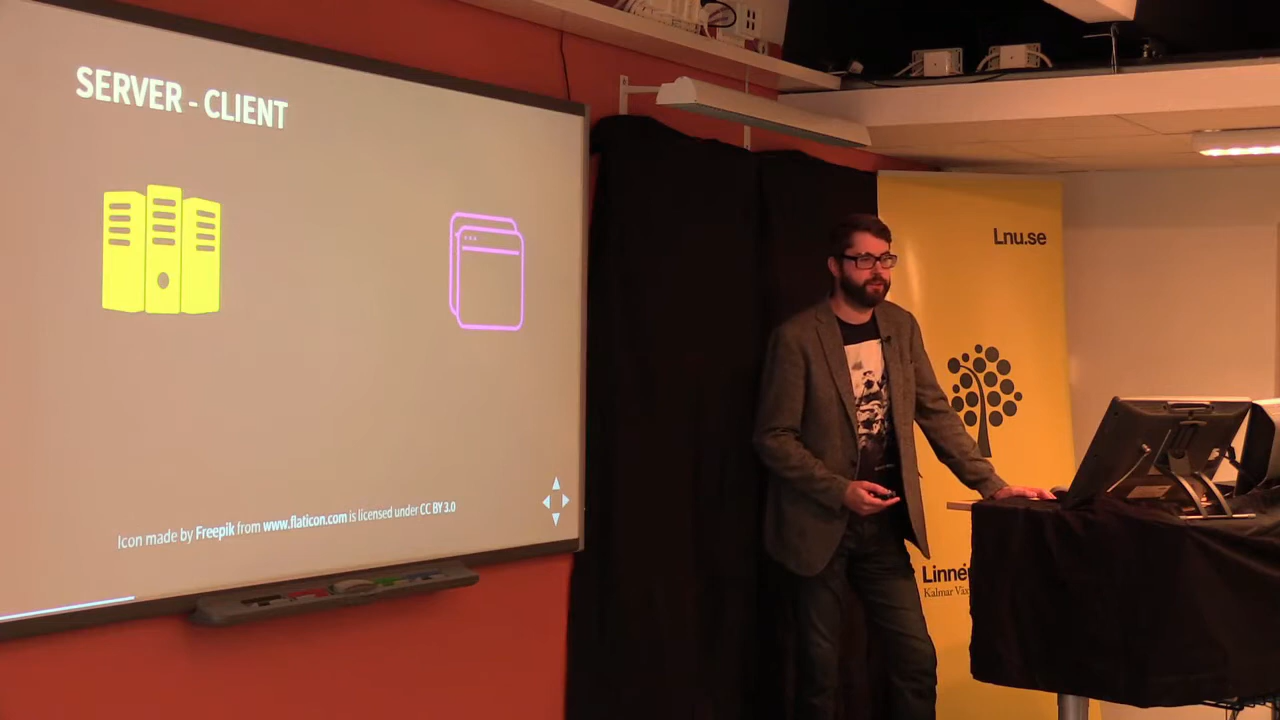 SERVER - CLIENT
Icon made by Freepik from www.flaticon.com is licensed under CC BY 3.0
Lnu.se
Kalmar